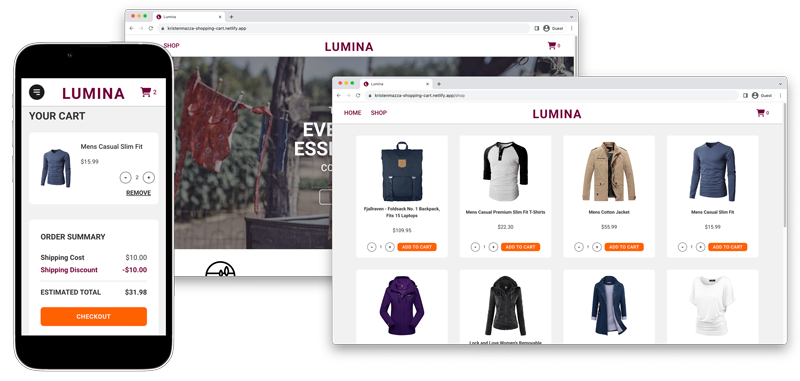 LUMINA
2
YOUR CART
Mens Casual Slim Fit
$15.99
- 2 +
REMOVE
ORDER SUMMARY
Shipping Cost $10.00
Shipping Discount -$10.00
ESTIMATED TOTAL $31.98
CHECKOUT
Lumina
kristenmazza-shopping-cart.netlify.app
Guest
SHOP LUMINA 0
EVE
ESSE
CO
Lumina
kristenmazza-shopping-cart.netlify.app/shop
Guest
HOME SHOP LUMINA 0
Fjallraven - Foldsack No. 1 Backpack,
Fits 15 Laptops
$109.95
- 1 + ADD TO CART
Mens Casual Premium Slim Fit T-Shirts
$22.30
- 1 + ADD TO CART
Mens Cotton Jacket
$55.99
- 1 + ADD TO CART
Mens Casual Slim Fit
$15.99
- 1 + ADD TO CART
Lock and Love Women's Removable